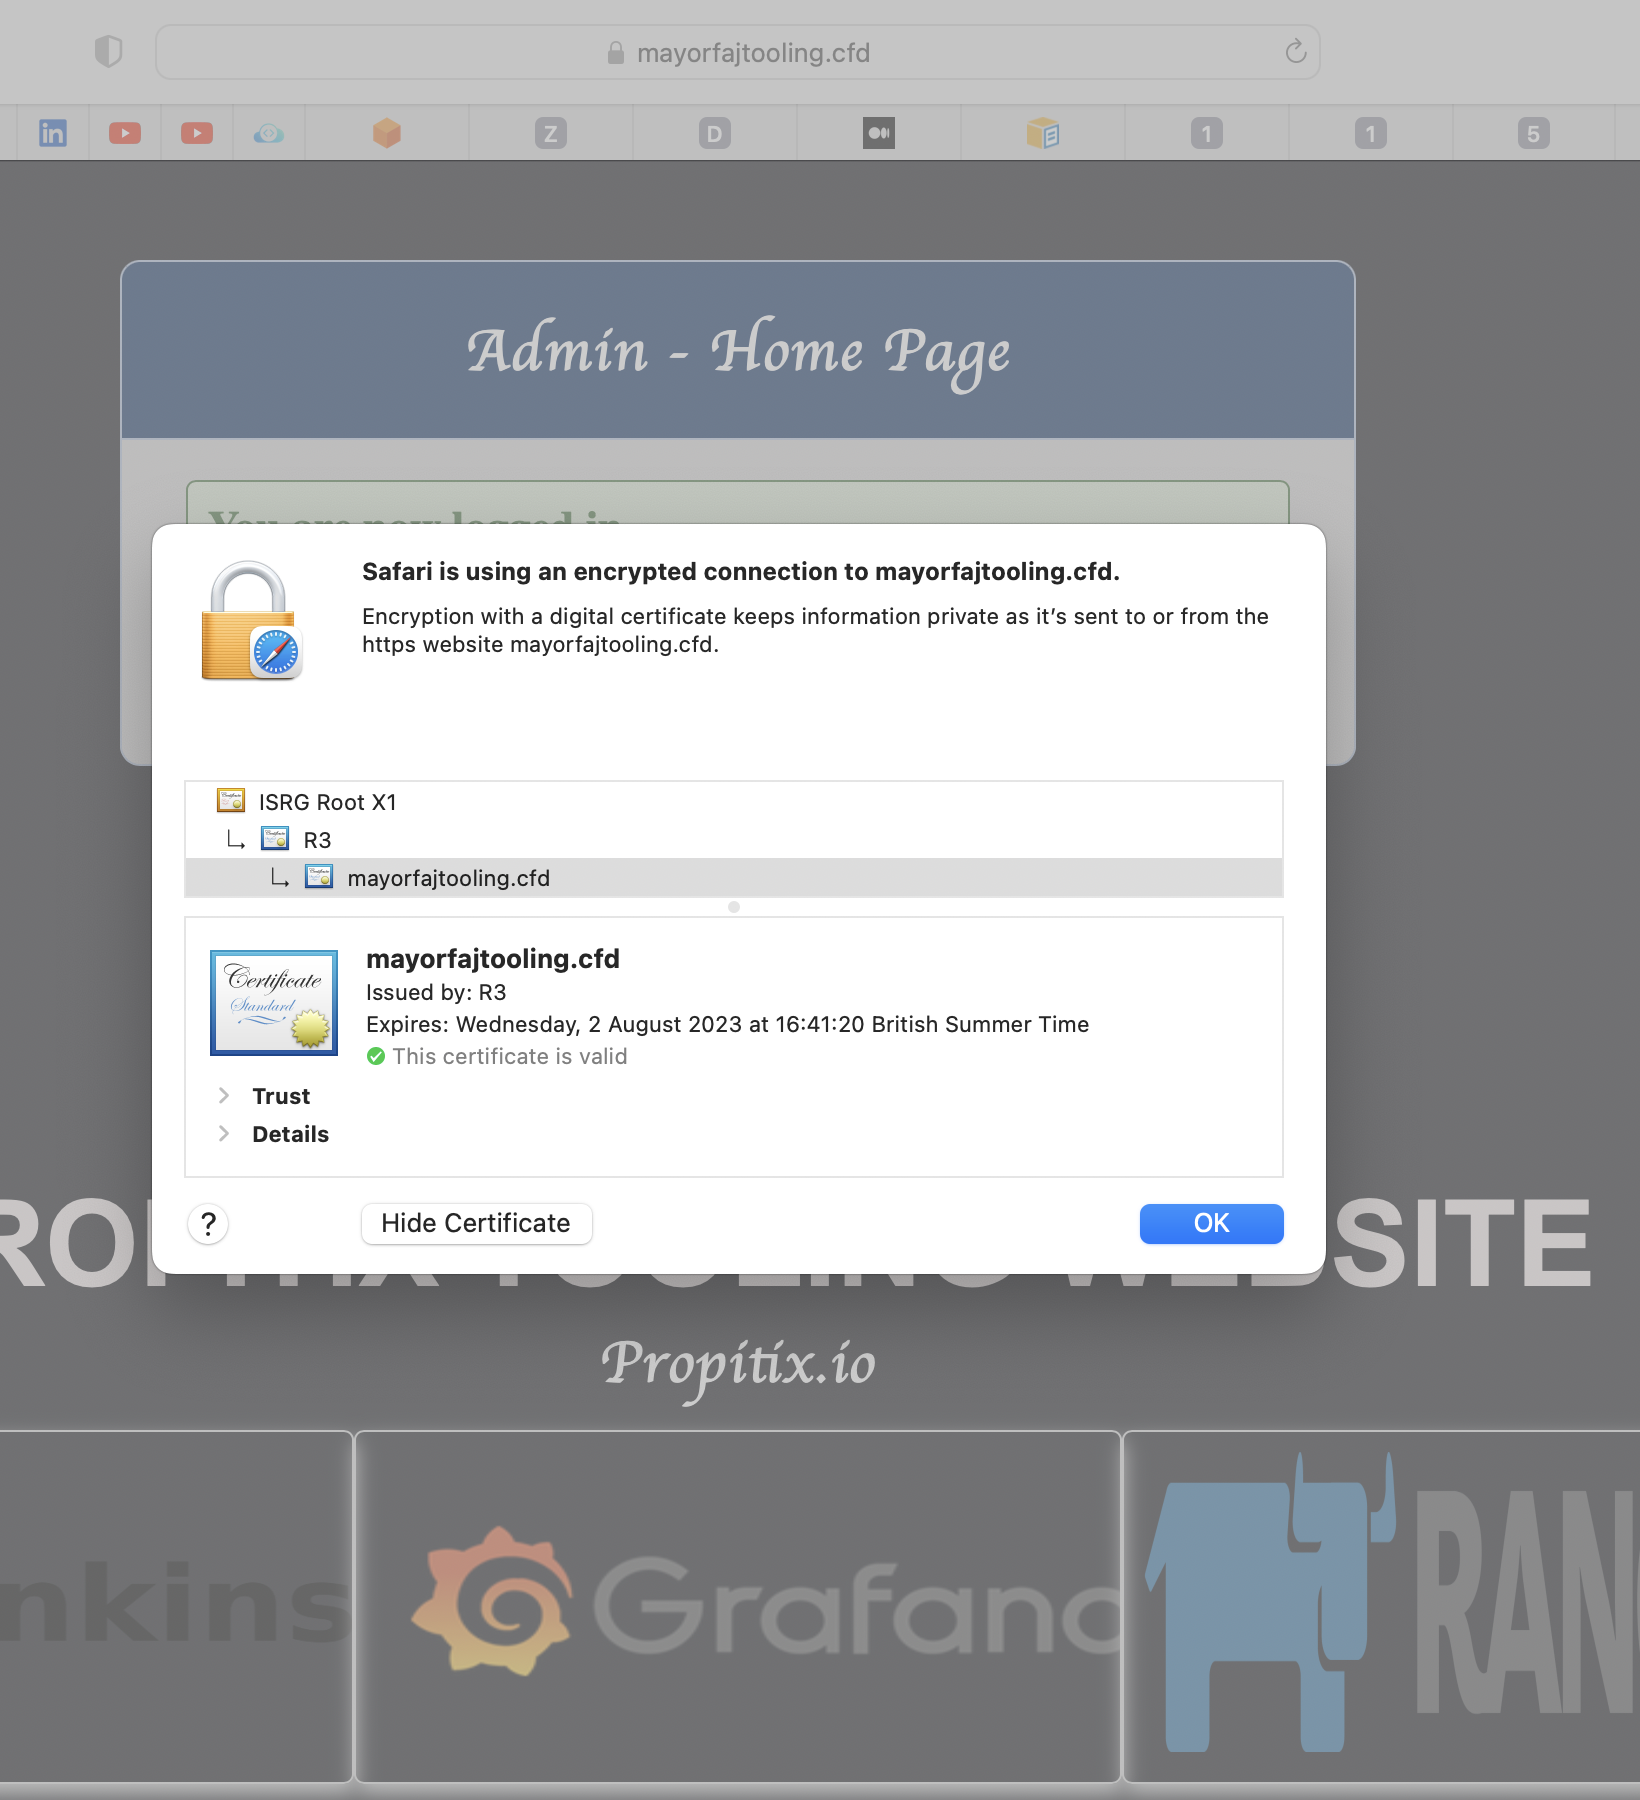 mayorfajtooling.cfd
in
Z
D
1
1
5
Admin - Home Page
You are now logged in
Safari is using an encrypted connection to mayorfajtooling.cfd.
Encryption with a digital certificate keeps information private as it’s sent to or from the
https website mayorfajtooling.cfd.
ISRG Root X1
R3
mayorfajtooling.cfd
Certificate
Standard
mayorfajtooling.cfd
Issued by: R3
Expires: Wednesday, 2 August 2023 at 16:41:20 British Summer Time
This certificate is valid
Trust
Details
?
Hide Certificate
OK
ROPITIX TOOLING WEBSITE
Propitix.io
nkins
Grafana
RAN